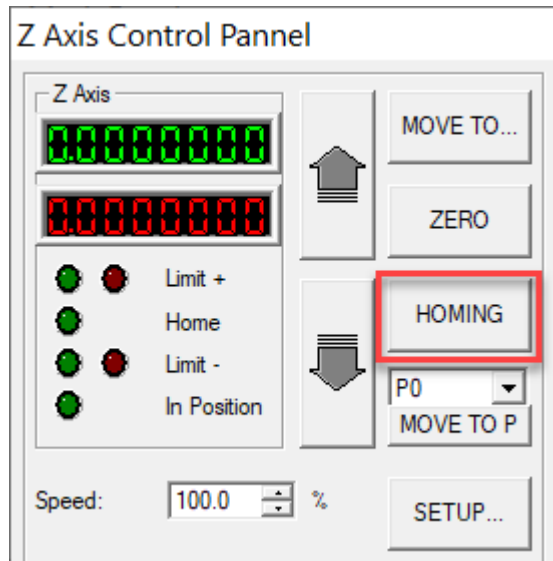 Z Axis Control Pannel
Z Axis
MOVE TO...
0.0000000
ZERO
0.0000000
Limit +
HOMING
Home
Limit -
P0
In Position
MOVE TO P
Speed:
100.0
%
SETUP...